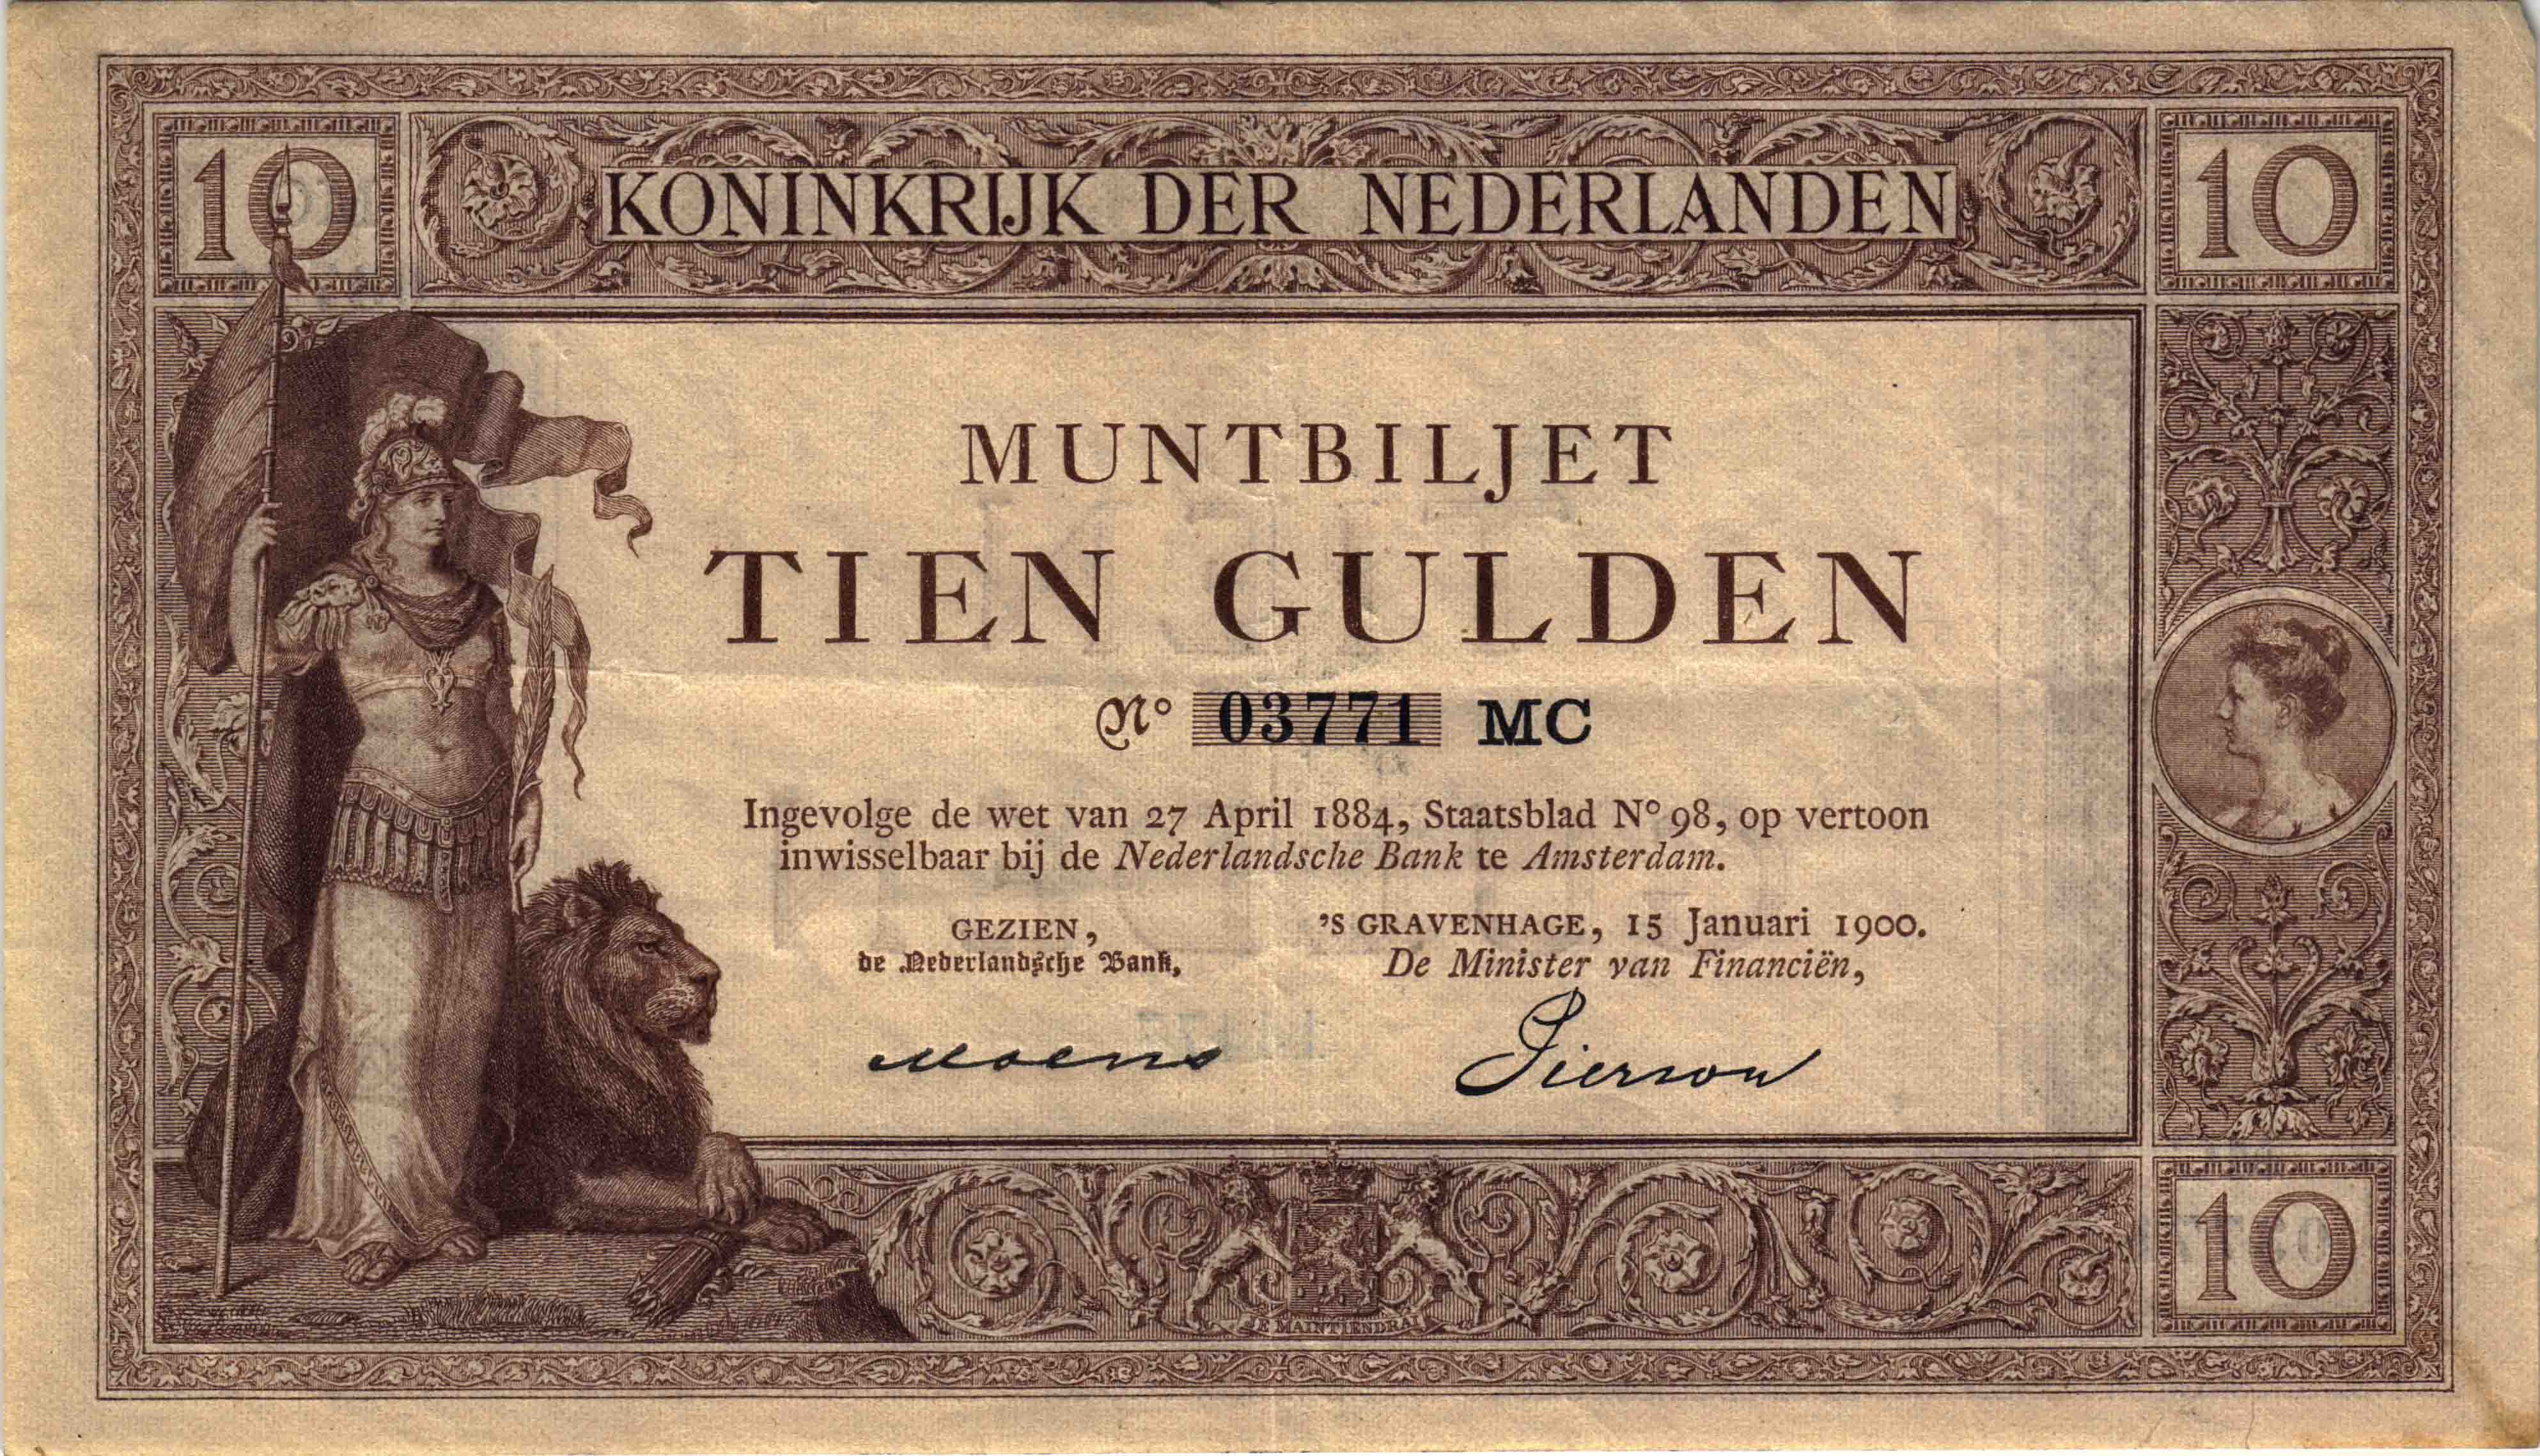 10 KONINKRIJK DER NEDERLANDEN 10
MUNTBILJET
TIEN GULDEN
Nº 03771 MC
Ingevolge de wet van 27 April 1884, Staatsblad Nº 98, op vertoon
inwisselbaar bij de Nederlandsche Bank te Amsterdam.
GEZIEN,
de Nederlandsche Bank,
Moens
'S GRAVENHAGE, 15 Januari 1900.
De Minister van Financiën,
Pierson
JE MAINTIENDRAI
10